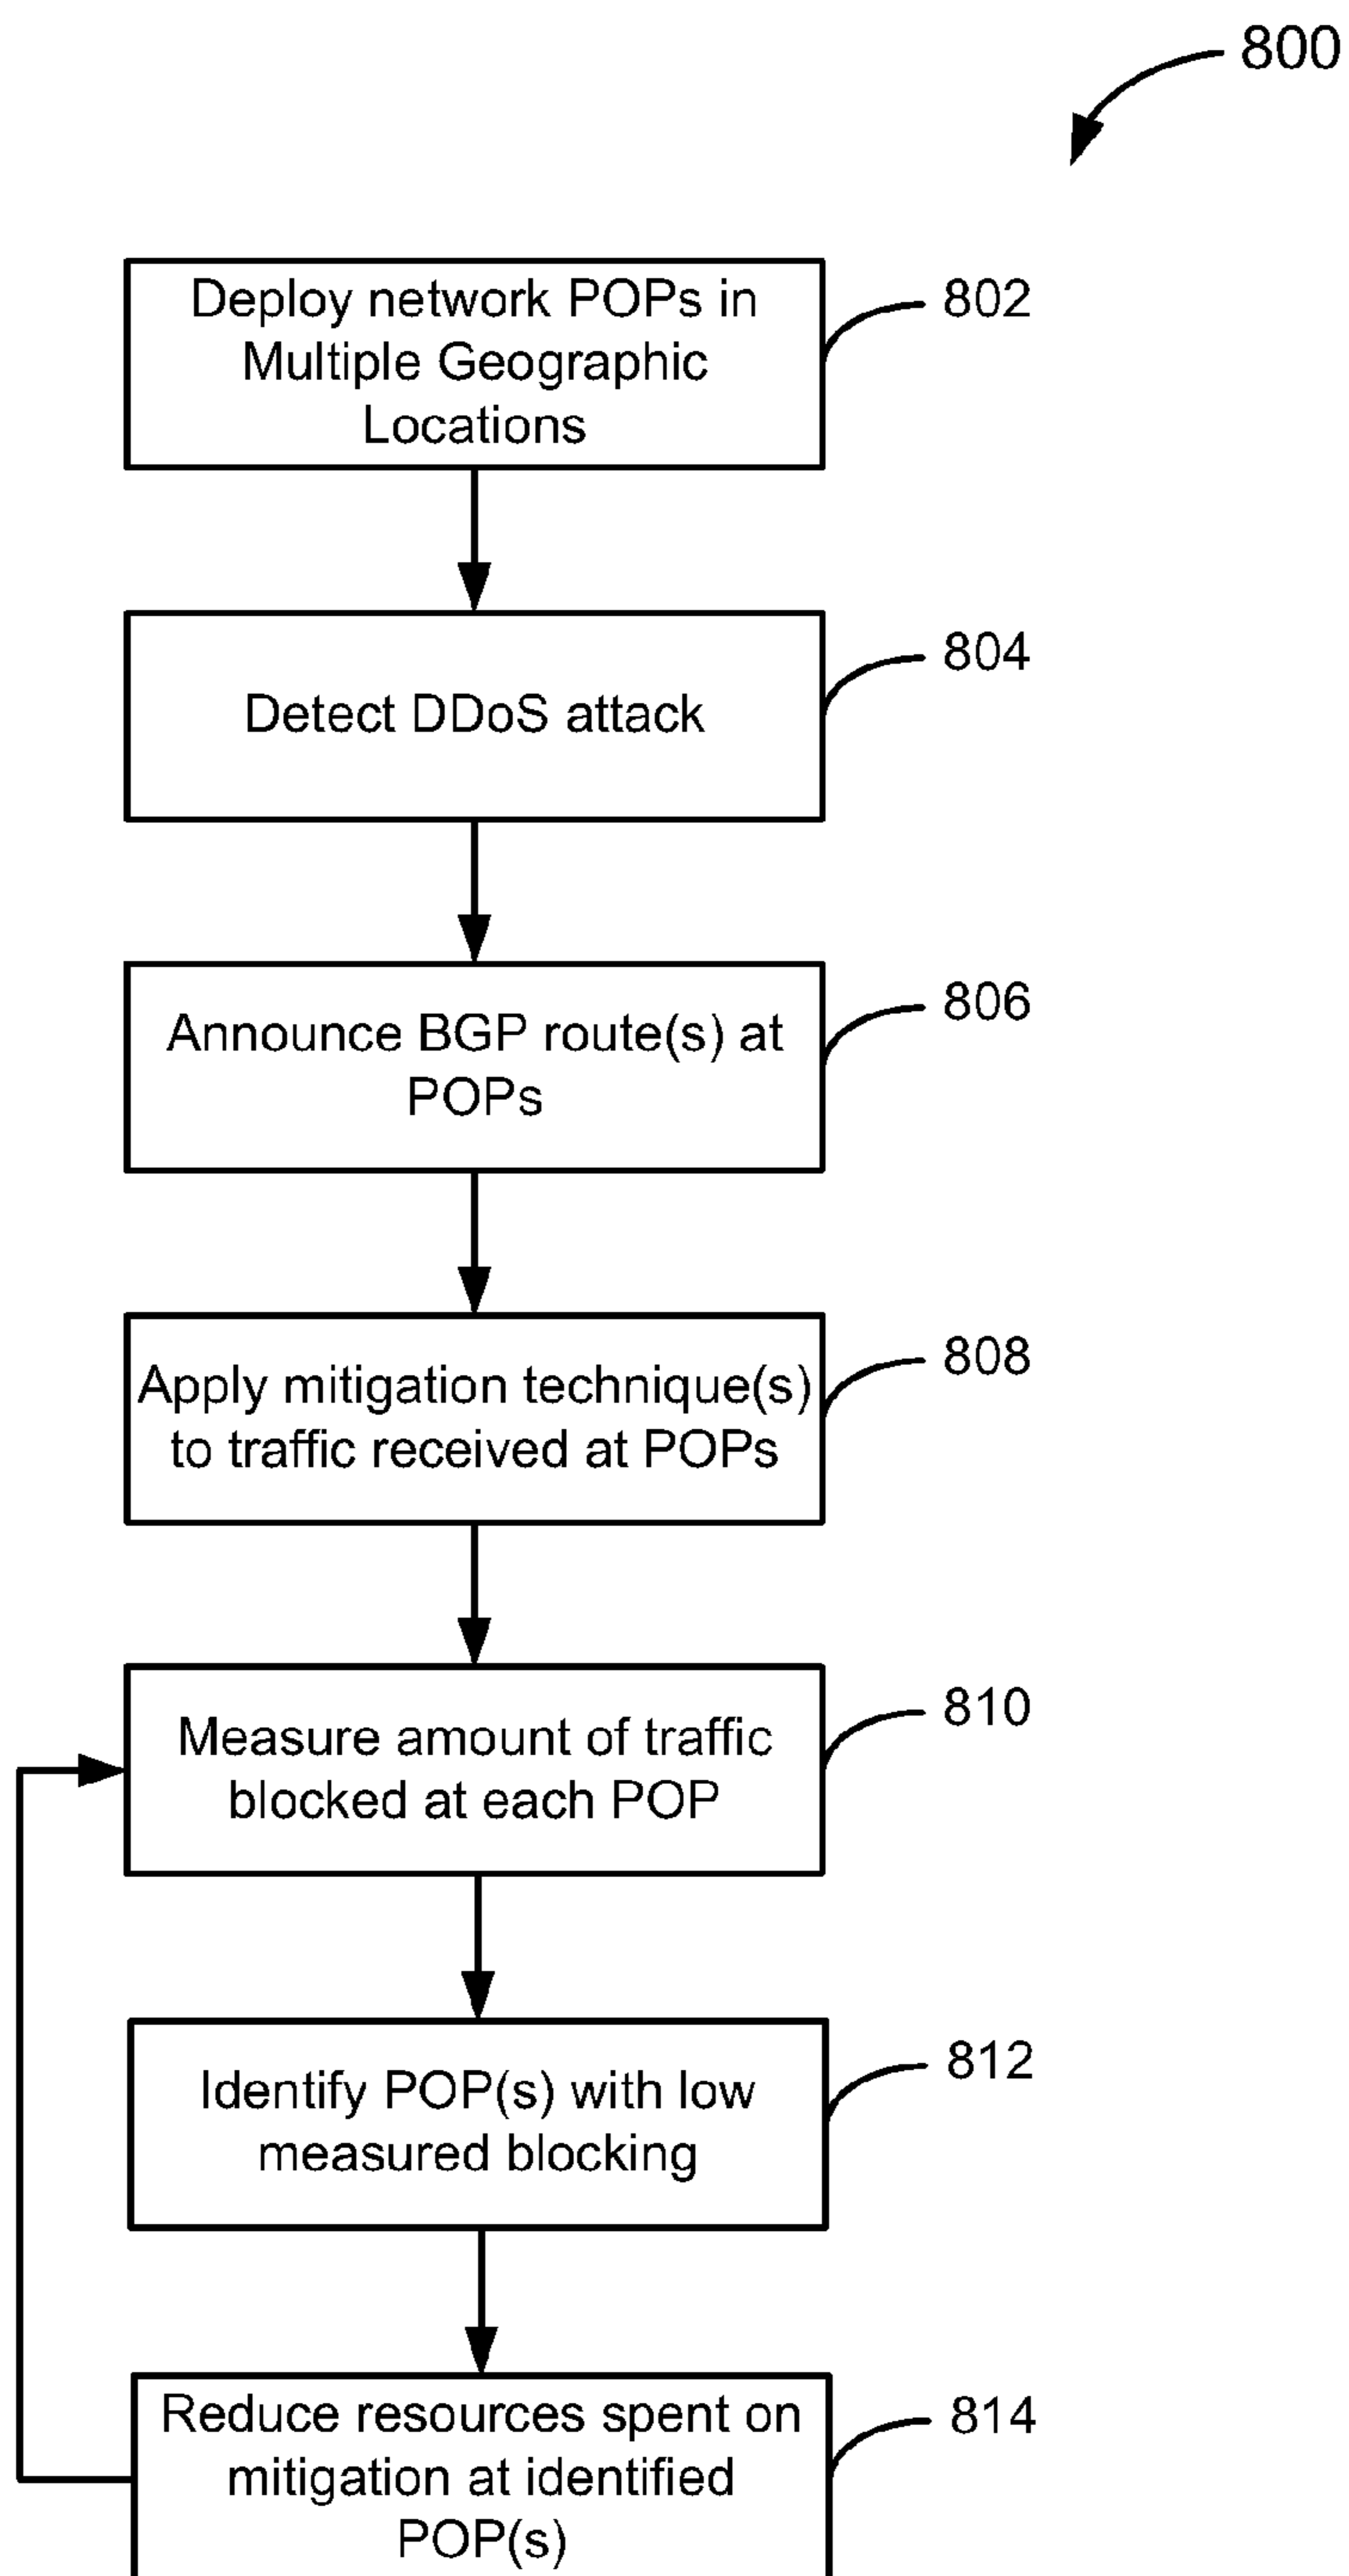 800
Deploy network POPs in
Multiple Geographic
Locations
802
Detect DDoS attack
804
Announce BGP route(s) at
POPs
806
Apply mitigation technique(s)
to traffic received at POPs
808
Measure amount of traffic
blocked at each POP
810
Identify POP(s) with low
measured blocking
812
Reduce resources spent on
mitigation at identified
POP(s)
814